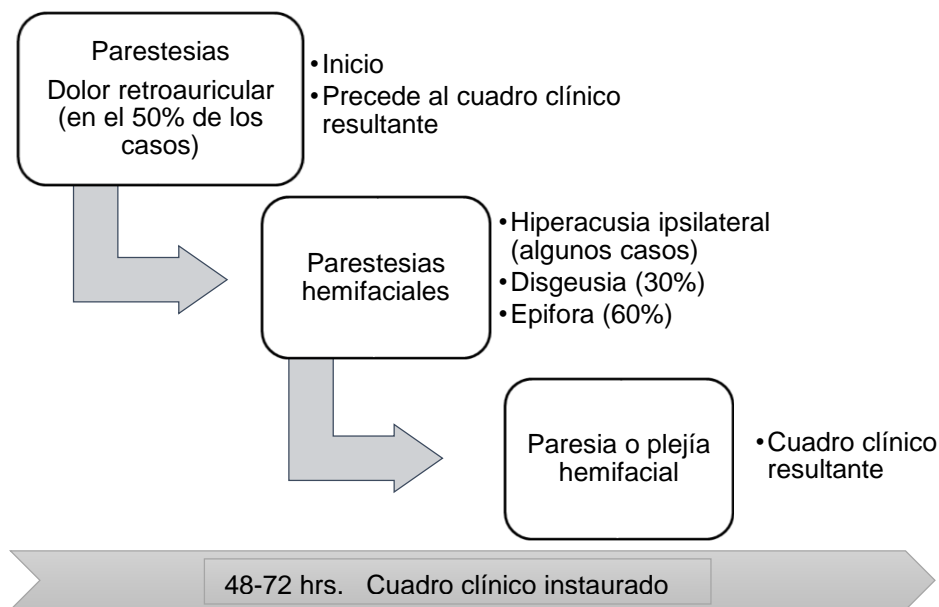 Parestesias
Dolor retroauricular
(en el 50% de los
casos)
•Inicio
•Precede al cuadro clínico
resultante
Parestesias
hemifaciales
•Hiperacusia ipsilateral
(algunos casos)
•Disgeusia (30%)
•Epifora (60%)
Paresia o plejía
hemifacial
•Cuadro clínico
resultante
48-72 hrs. Cuadro clínico instaurado